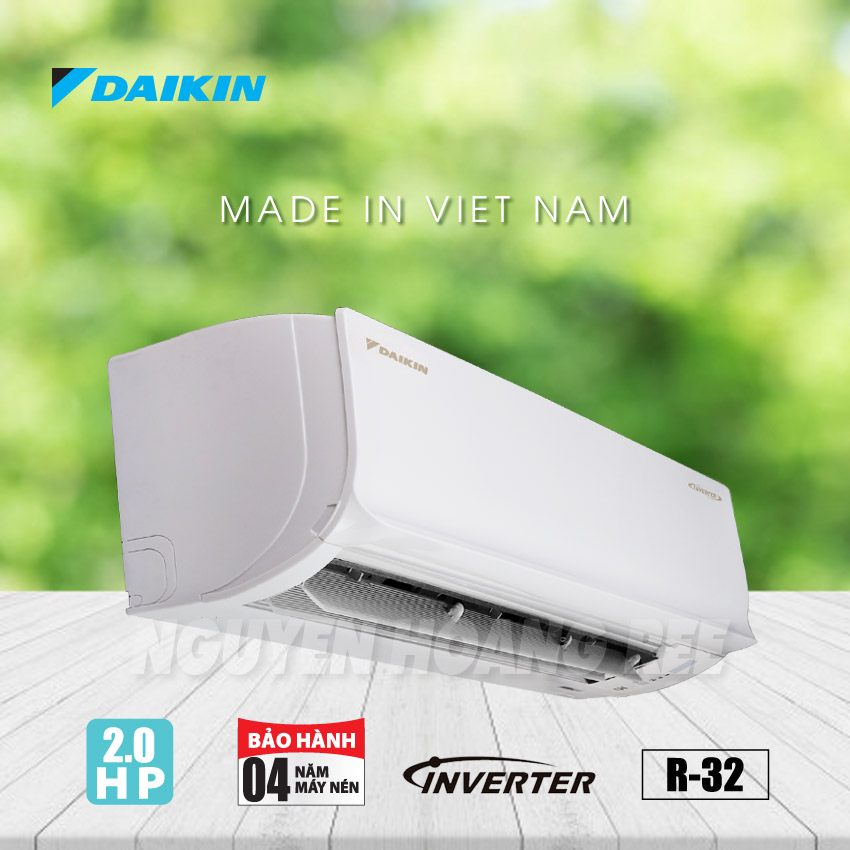 DAIKIN
MADE IN VIET NAM
DAIKIN
INVERTER
NGUYEN HOANG REE
2.0
HP
BẢO HÀNH
04 NĂM
MÁY NÉN
INVERTER
R-32